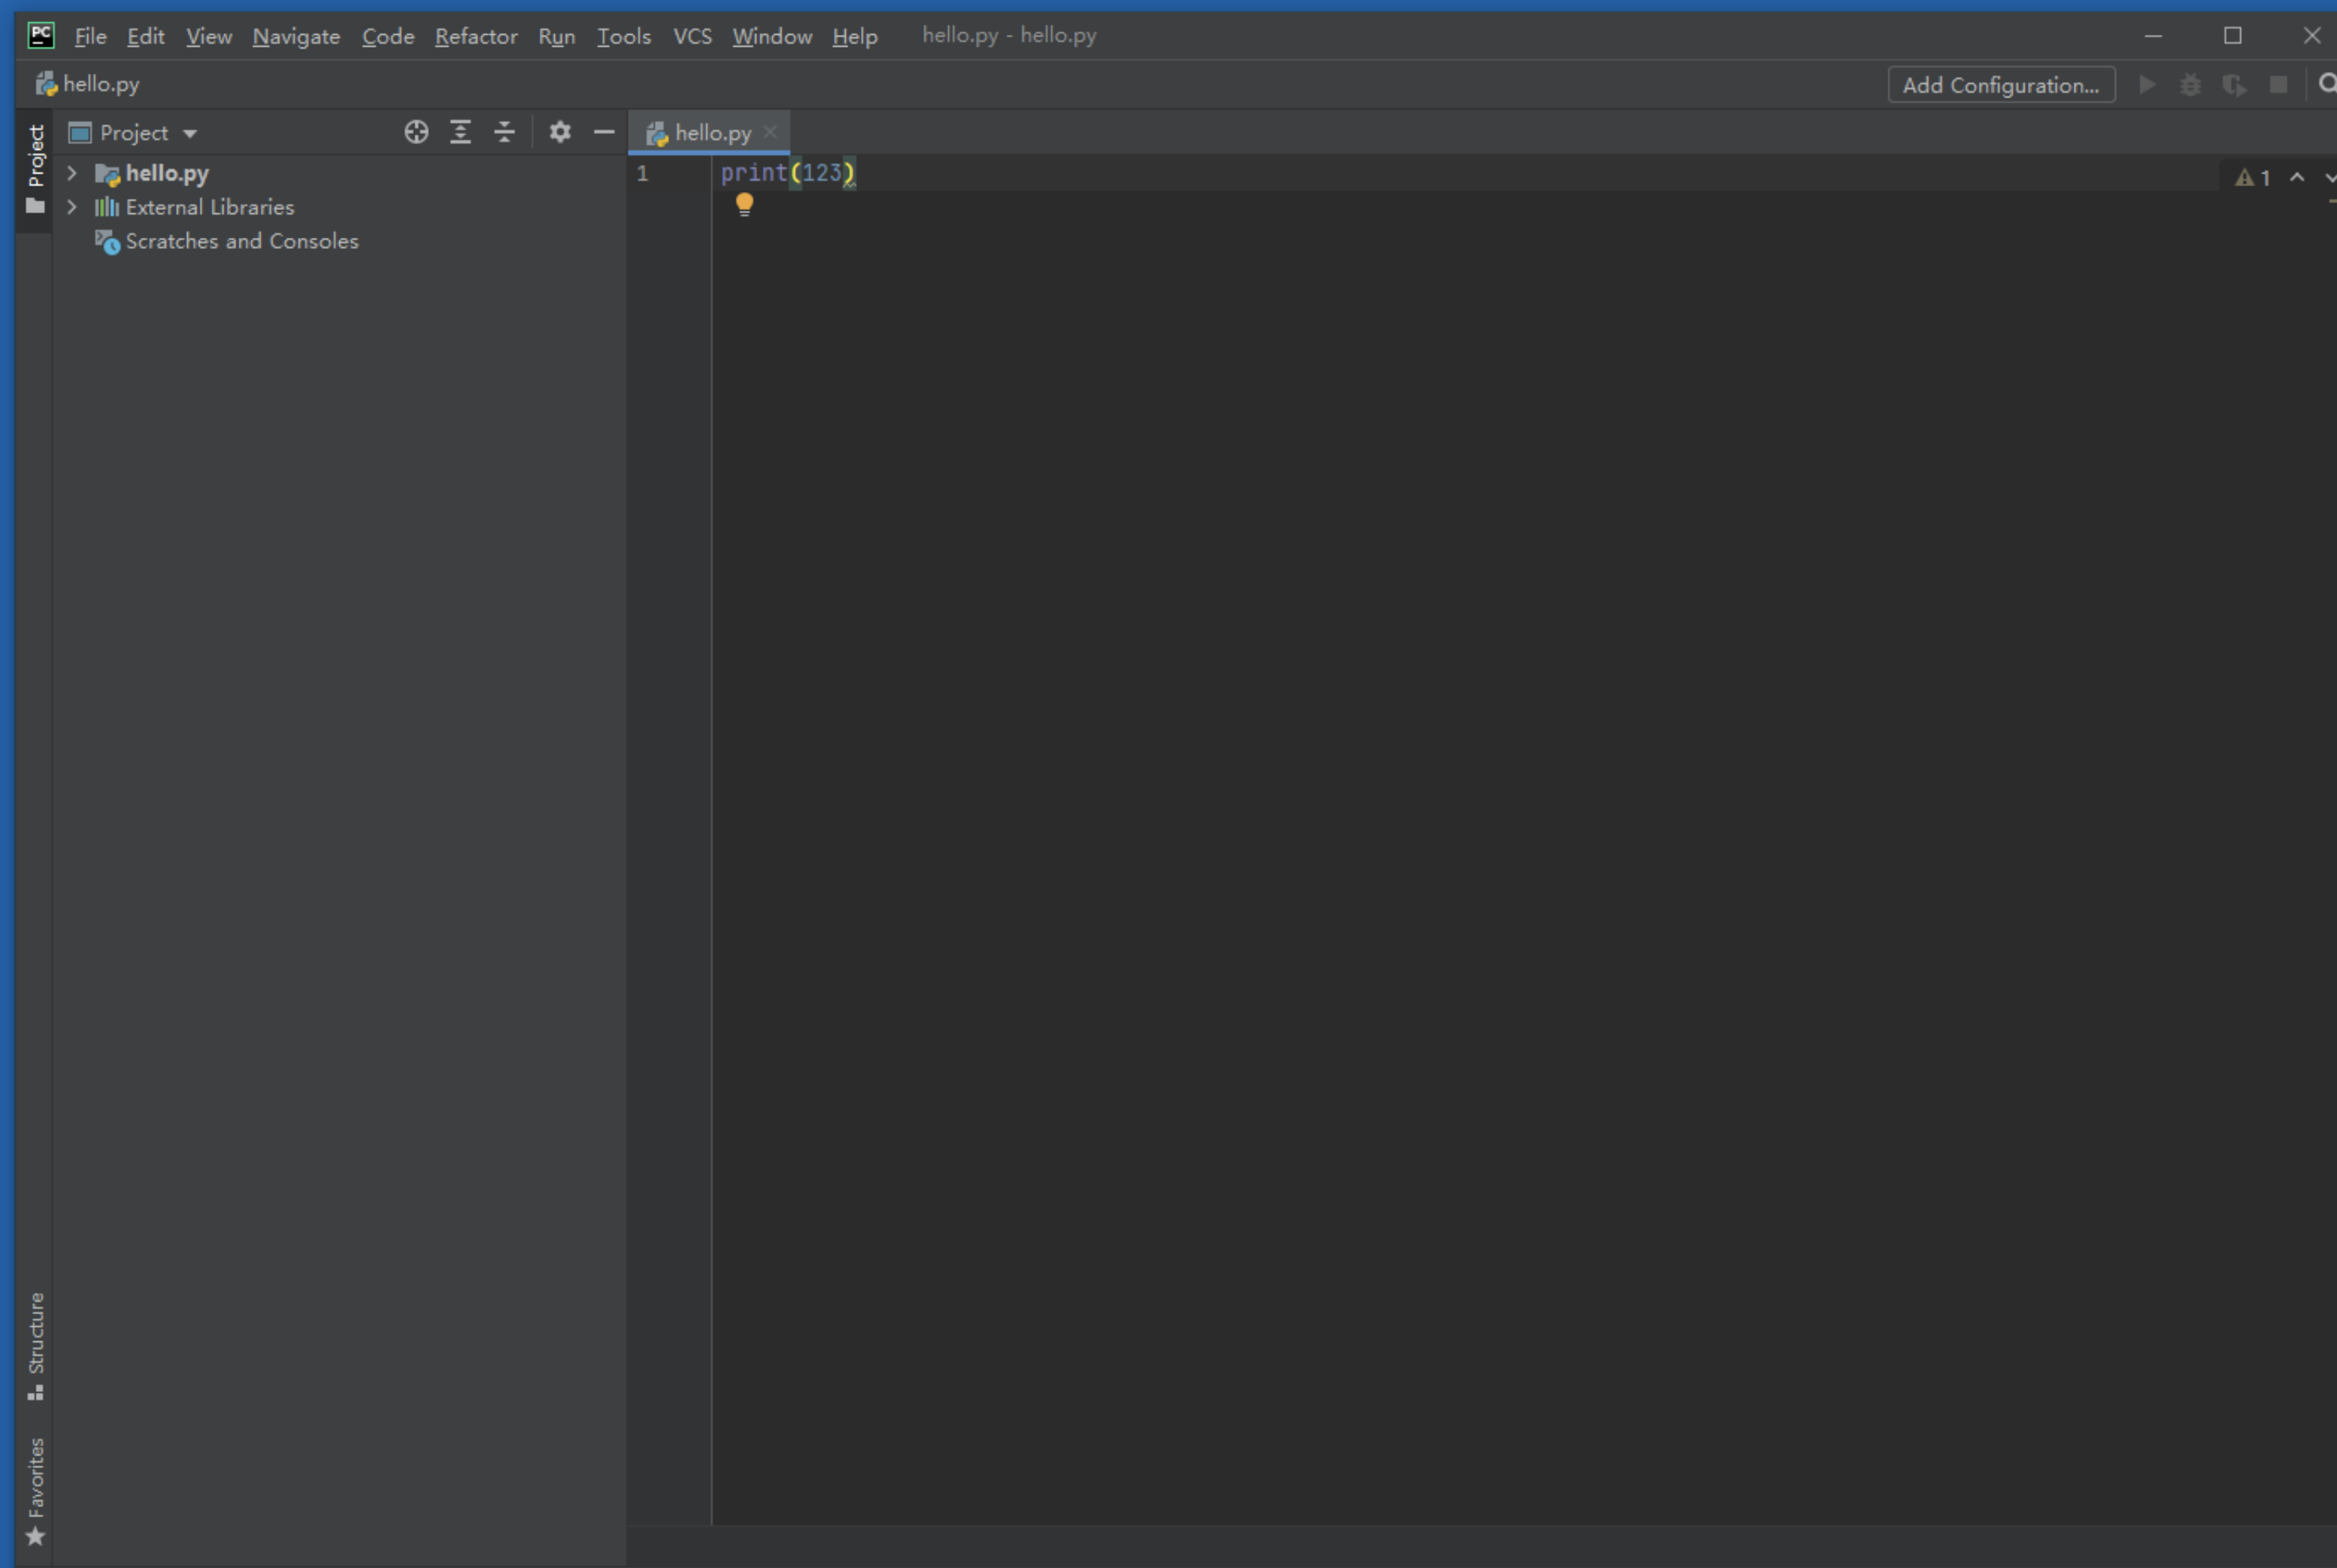 PC File Edit View Navigate Code Refactor Run Tools VCS Window Help hello.py - hello.py
hello.py Add Configuration...
Project Project hello.py
hello.py 1 print(123) 1
External Libraries
Scratches and Consoles
Structure
Favorites